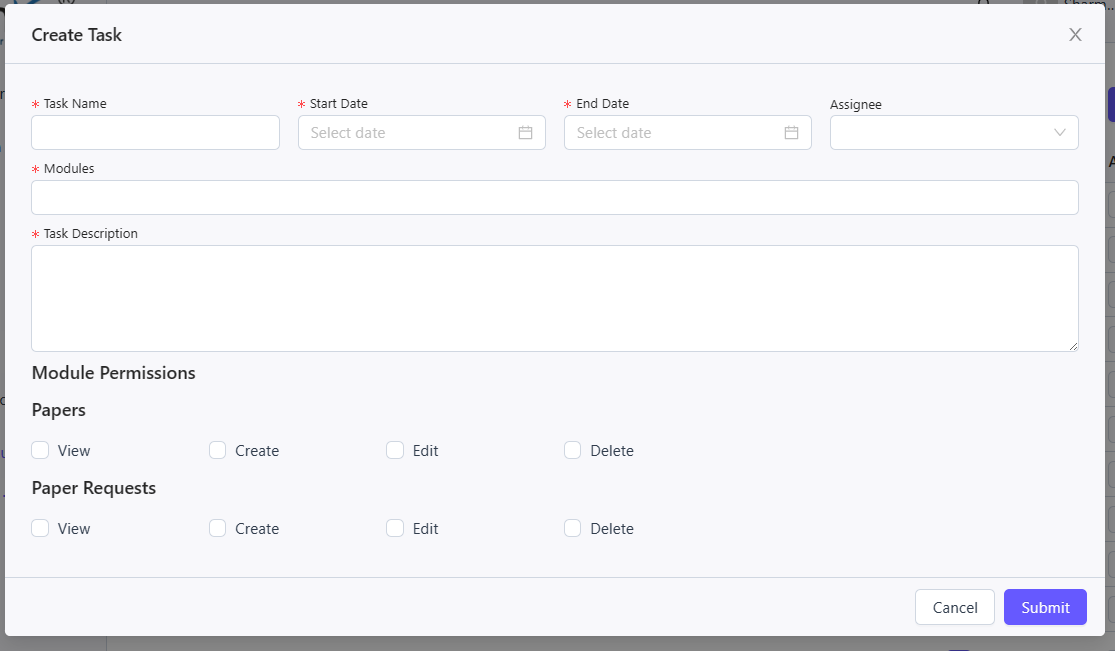 Create Task
* Task Name * Start Date * End Date Assignee
Select date Select date
* Modules
* Task Description
Module Permissions
Papers
View Create Edit Delete
Paper Requests
View Create Edit Delete
Cancel Submit